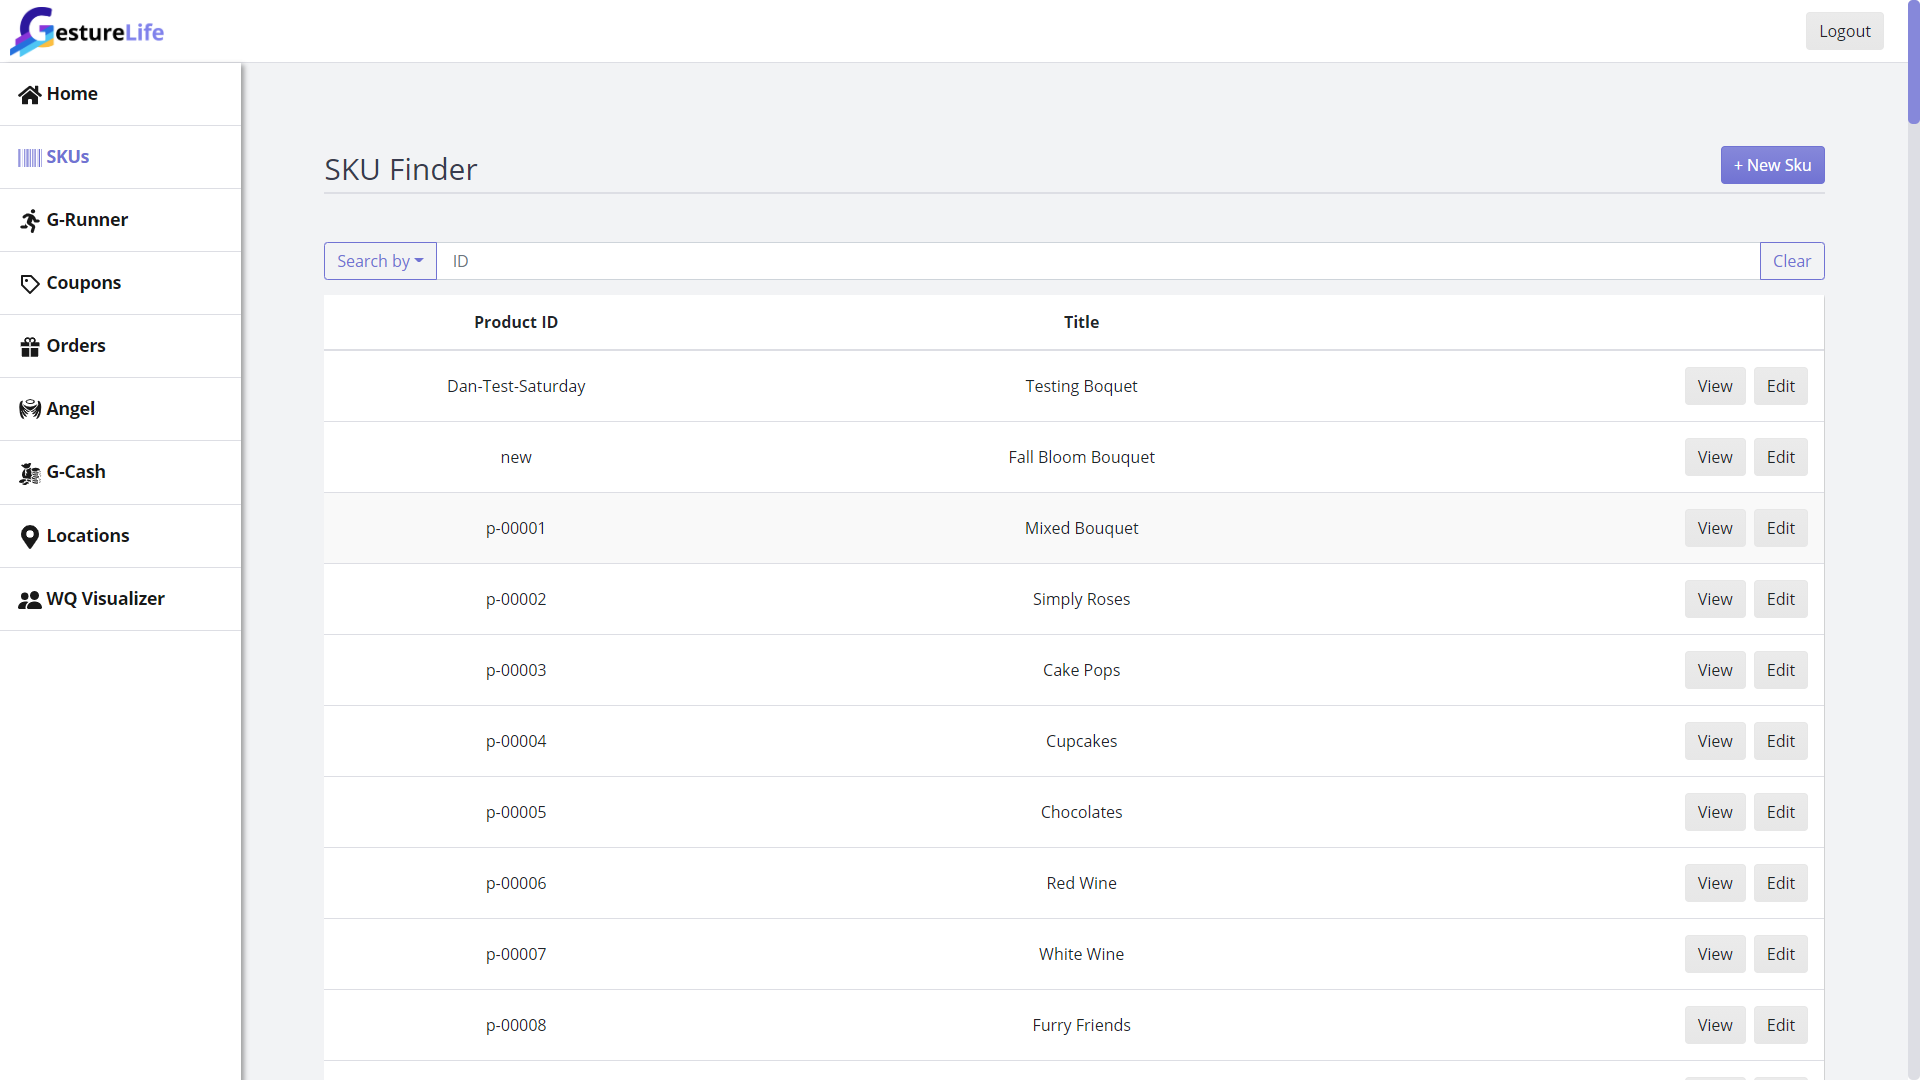 GestureLife
Logout
Home
SKUs
G-Runner
Coupons
Orders
Angel
G-Cash
Locations
WQ Visualizer
SKU Finder
+ New Sku
Search by
ID
Clear
Product ID Title
Dan-Test-Saturday Testing Boquet View Edit
new Fall Bloom Bouquet View Edit
p-00001 Mixed Bouquet View Edit
p-00002 Simply Roses View Edit
p-00003 Cake Pops View Edit
p-00004 Cupcakes View Edit
p-00005 Chocolates View Edit
p-00006 Red Wine View Edit
p-00007 White Wine View Edit
p-00008 Furry Friends View Edit